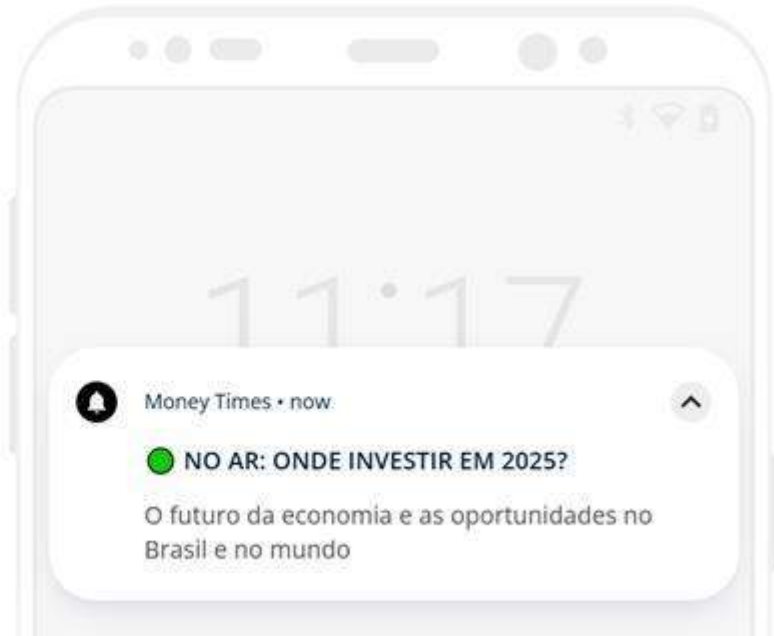 11:17
Money Times • now
NO AR: ONDE INVESTIR EM 2025?
O futuro da economia e as oportunidades no
Brasil e no mundo